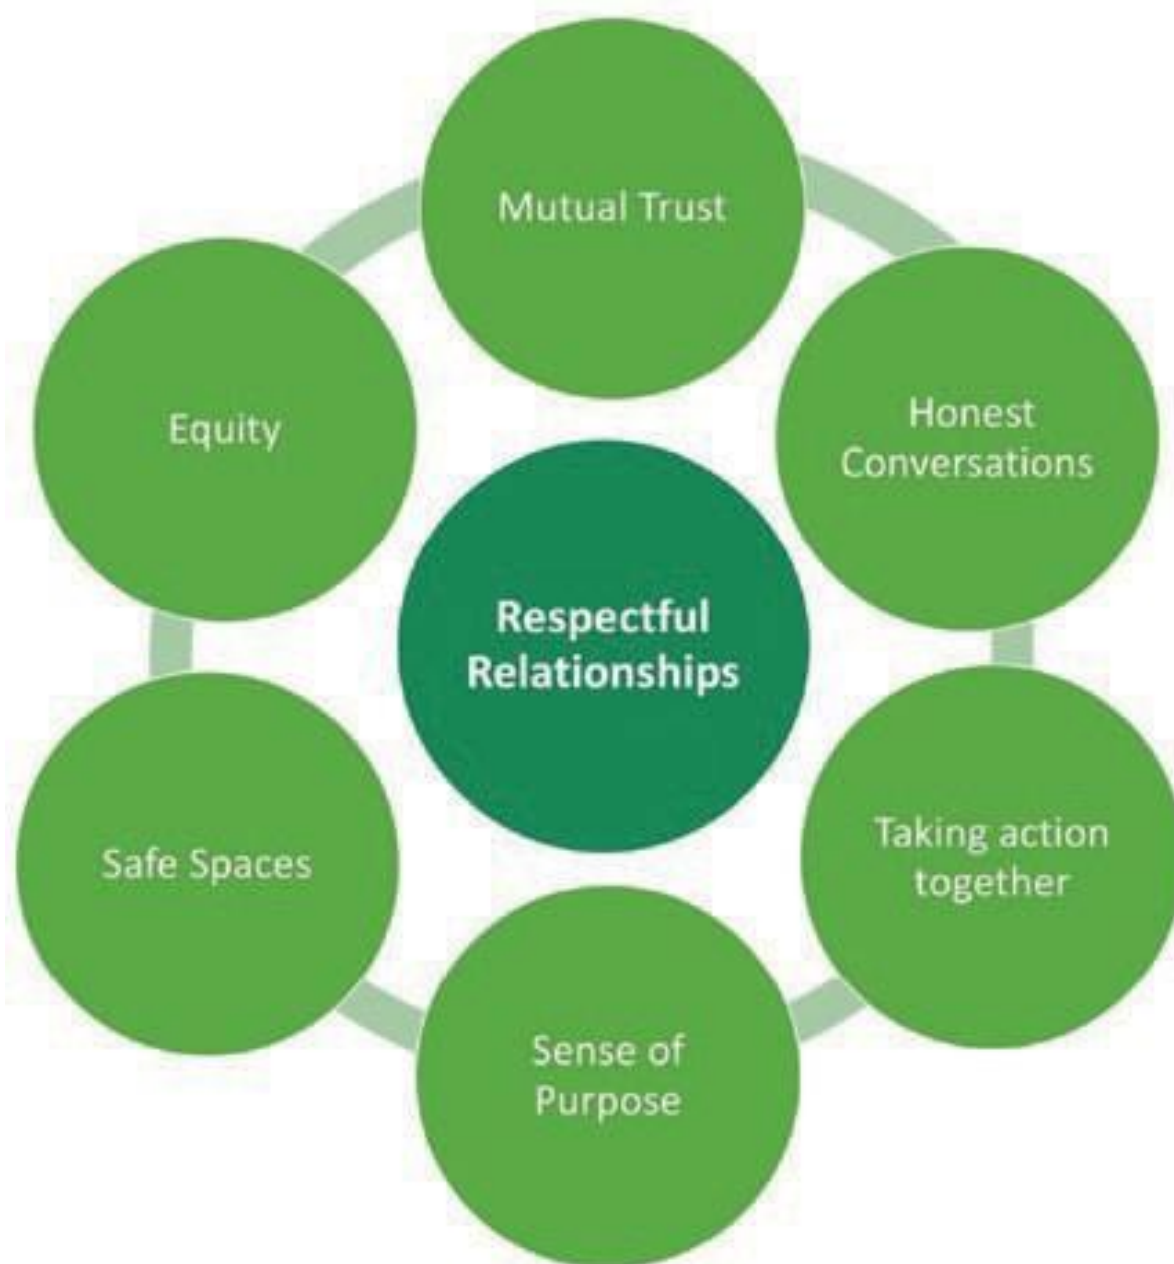 Mutual Trust
Honest
Conversations
Taking action
together
Sense of
Purpose
Safe Spaces
Equity
Respectful
Relationships